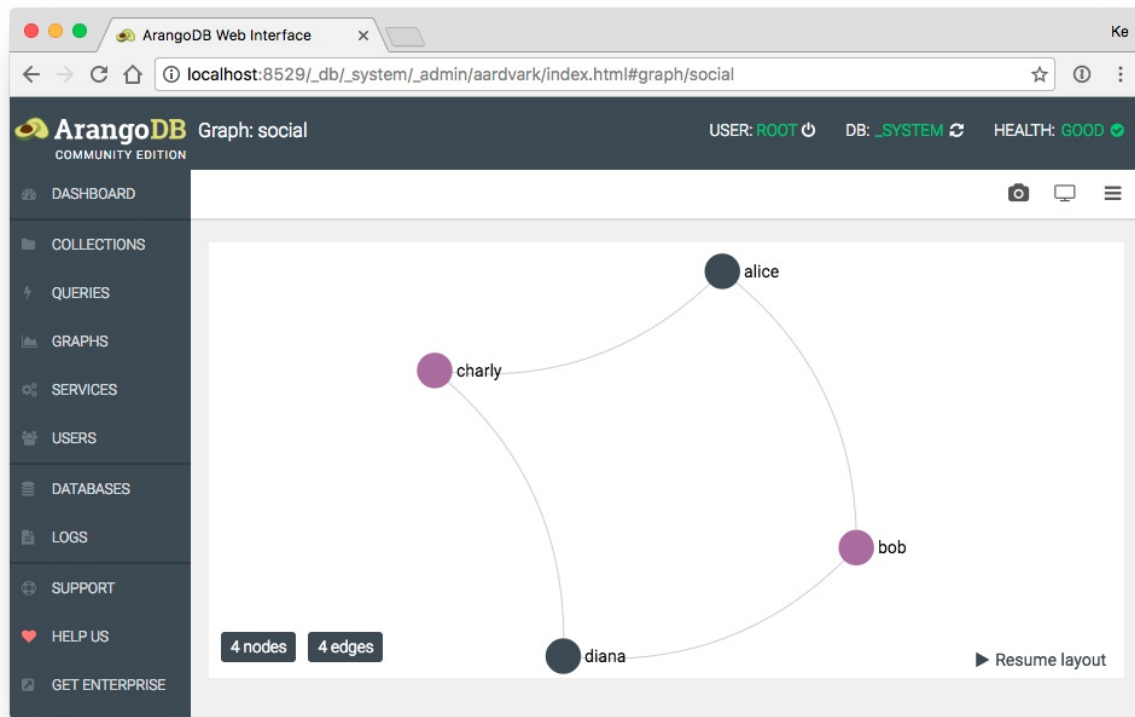 ArangoDB Web Interface
Ke
localhost:8529/_db/_system/_admin/aardvark/index.html#graph/social
ArangoDB
COMMUNITY EDITION
Graph: social
USER: ROOT
DB: _SYSTEM
HEALTH: GOOD
DASHBOARD
COLLECTIONS
QUERIES
GRAPHS
SERVICES
USERS
DATABASES
LOGS
SUPPORT
HELP US
GET ENTERPRISE
alice
charly
bob
diana
4 nodes
4 edges
Resume layout